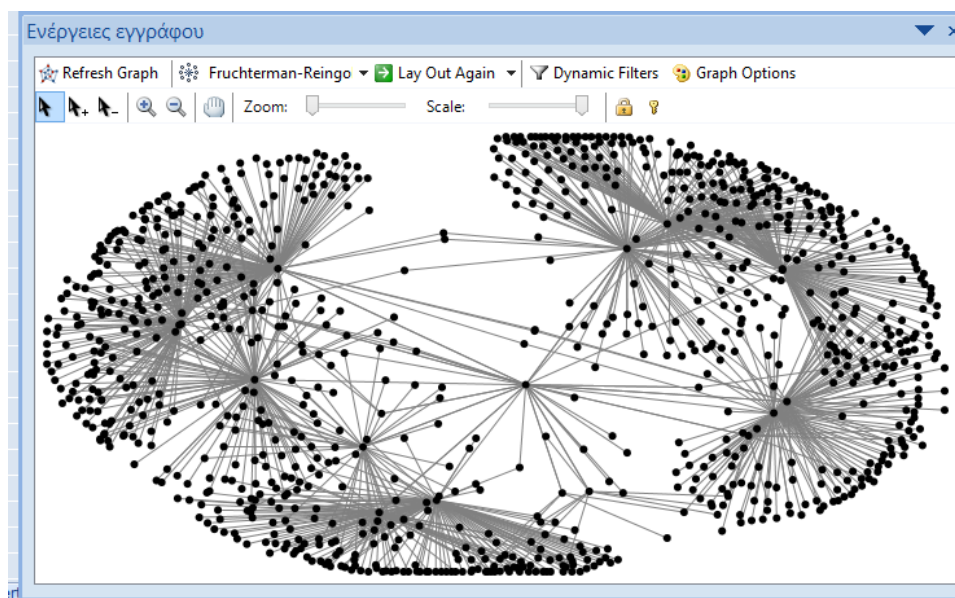 Ενέργειες εγγράφου
Refresh Graph Fruchterman-Reingo Lay Out Again Dynamic Filters Graph Options
Zoom: Scale: